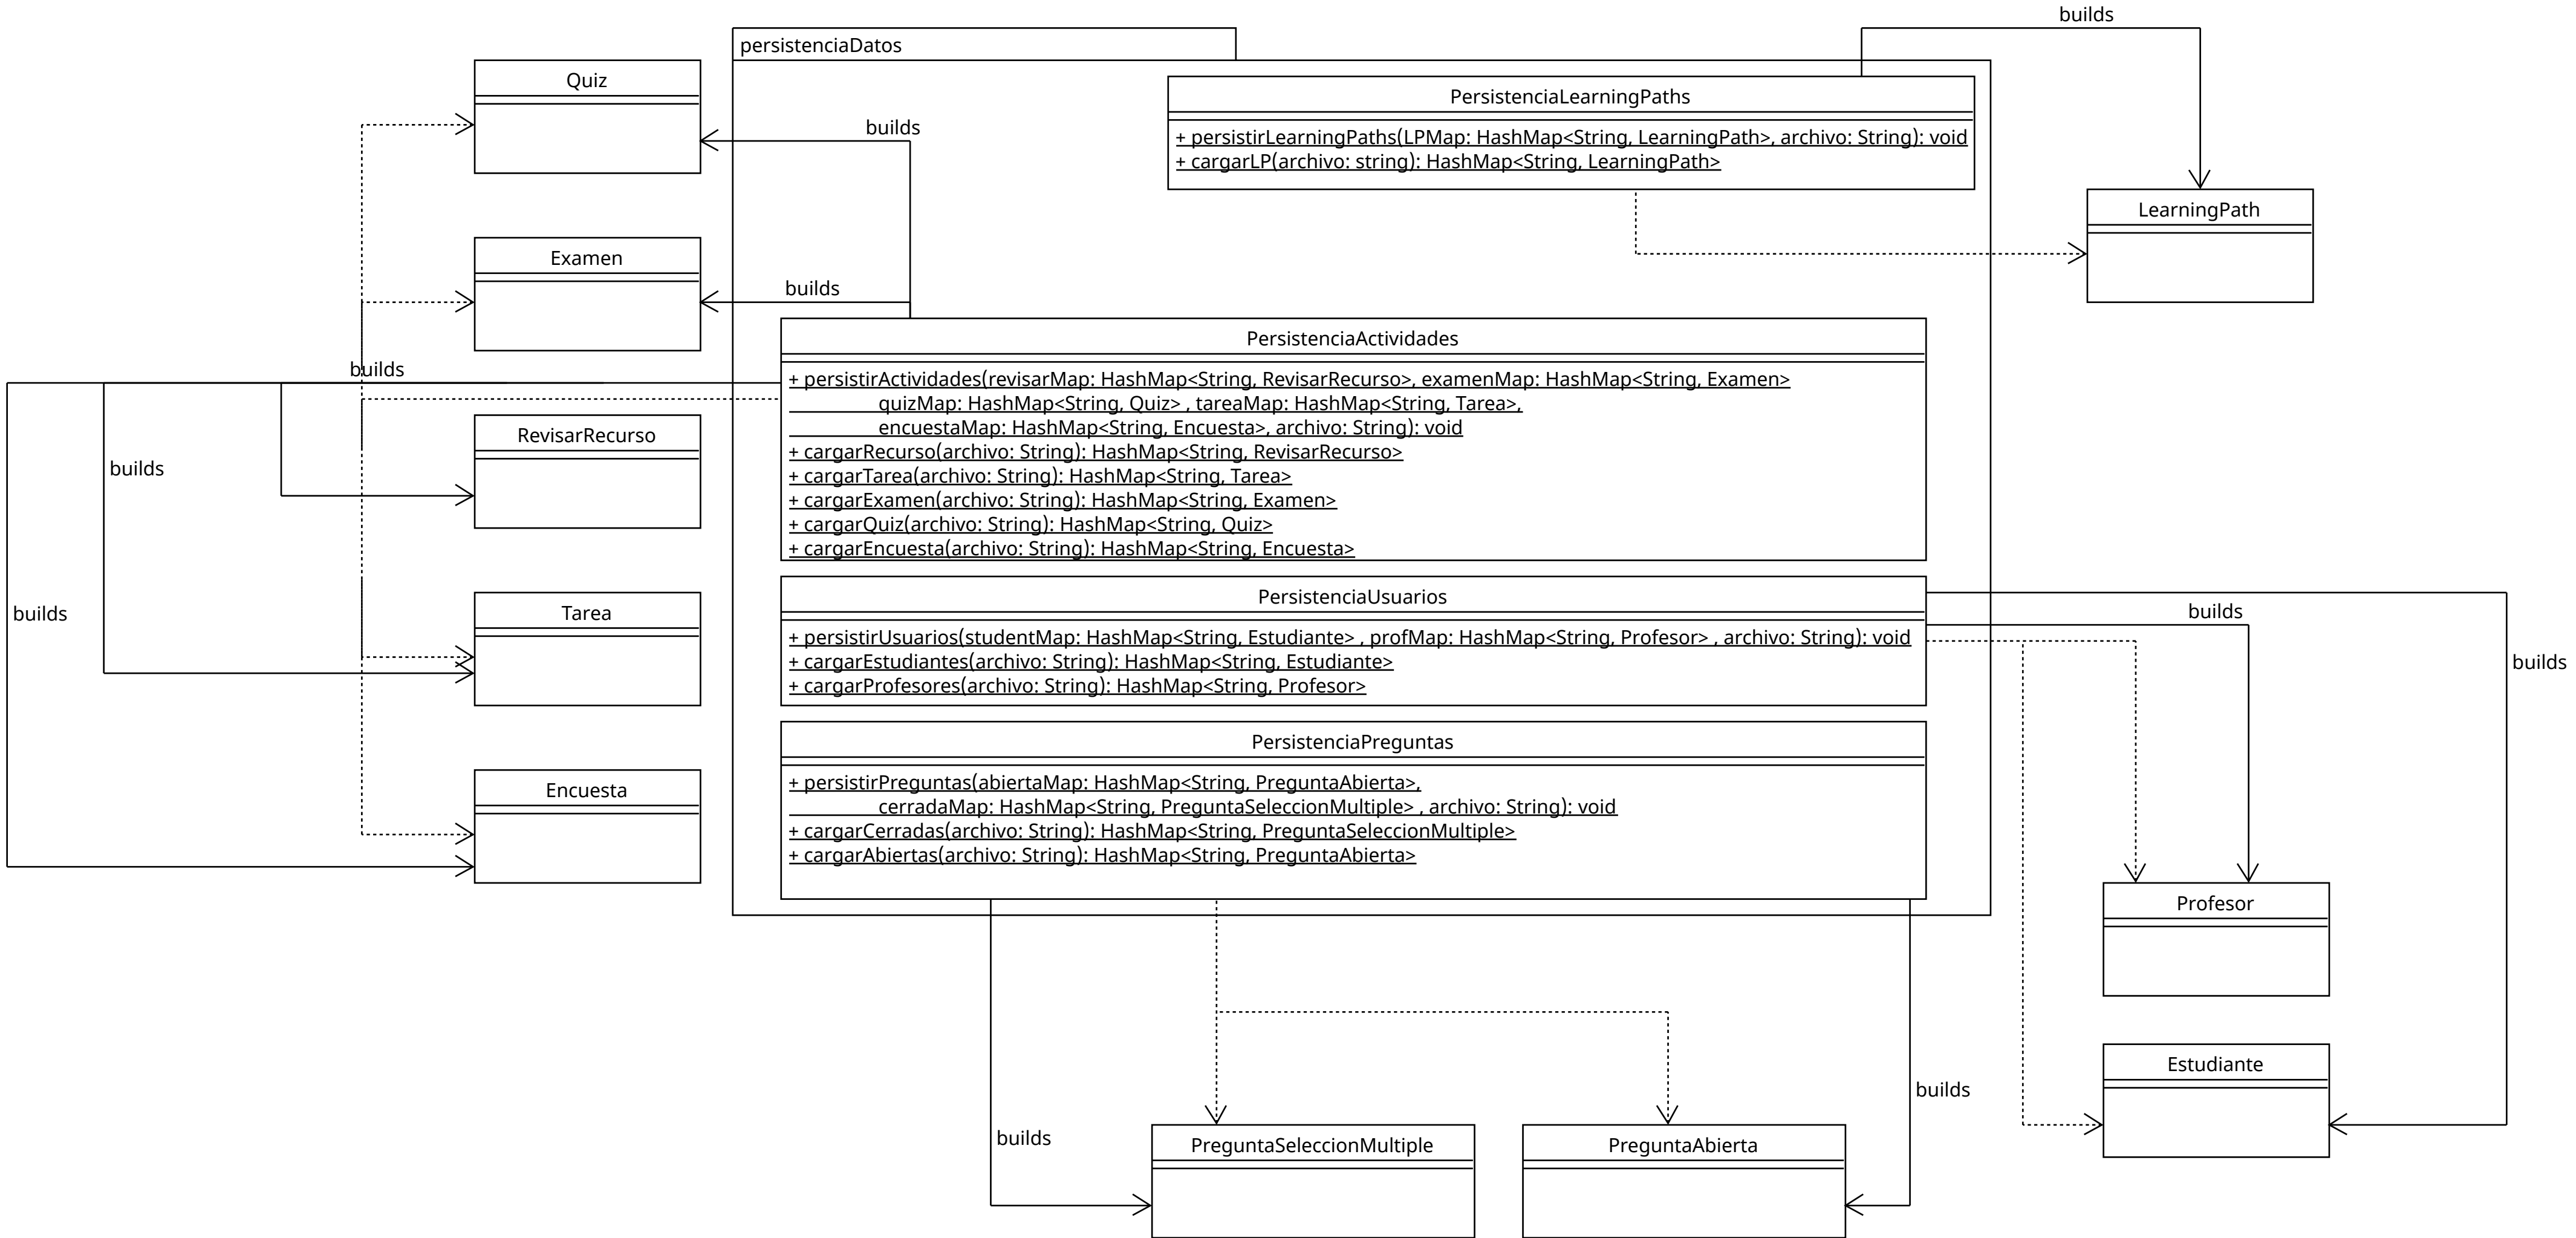 builds
persistenciaDatos
Quiz
PersistenciaLearningPaths
builds
+ persistirLearningPaths(LPMap: HashMap<String, LearningPath>, archivo: String): void
+ cargarLP(archivo: string): HashMap<String, LearningPath>
LearningPath
Examen
builds
PersistenciaActividades
builds
+ persistirActividades(revisarMap: HashMap<String, RevisarRecurso>, examenMap: HashMap<String, Examen>
quizMap: HashMap<String, Quiz> , tareaMap: HashMap<String, Tarea>,
encuestaMap: HashMap<String, Encuesta>, archivo: String): void
+ cargarRecurso(archivo: String): HashMap<String, RevisarRecurso>
+ cargarTarea(archivo: String): HashMap<String, Tarea>
+ cargarExamen(archivo: String): HashMap<String, Examen>
+ cargarQuiz(archivo: String): HashMap<String, Quiz>
+ cargarEncuesta(archivo: String): HashMap<String, Encuesta>
RevisarRecurso
builds
PersistenciaUsuarios
builds
Tarea
builds
+ persistirUsuarios(studentMap: HashMap<String, Estudiante> , profMap: HashMap<String, Profesor> , archivo: String): void
+ cargarEstudiantes(archivo: String): HashMap<String, Estudiante>
+ cargarProfesores(archivo: String): HashMap<String, Profesor>
builds
PersistenciaPreguntas
+ persistirPreguntas(abiertaMap: HashMap<String, PreguntaAbierta>,
cerradaMap: HashMap<String, PreguntaSeleccionMultiple> , archivo: String): void
+ cargarCerradas(archivo: String): HashMap<String, PreguntaSeleccionMultiple>
+ cargarAbiertas(archivo: String): HashMap<String, PreguntaAbierta>
Encuesta
Profesor
Estudiante
builds
builds
PreguntaSeleccionMultiple
PreguntaAbierta